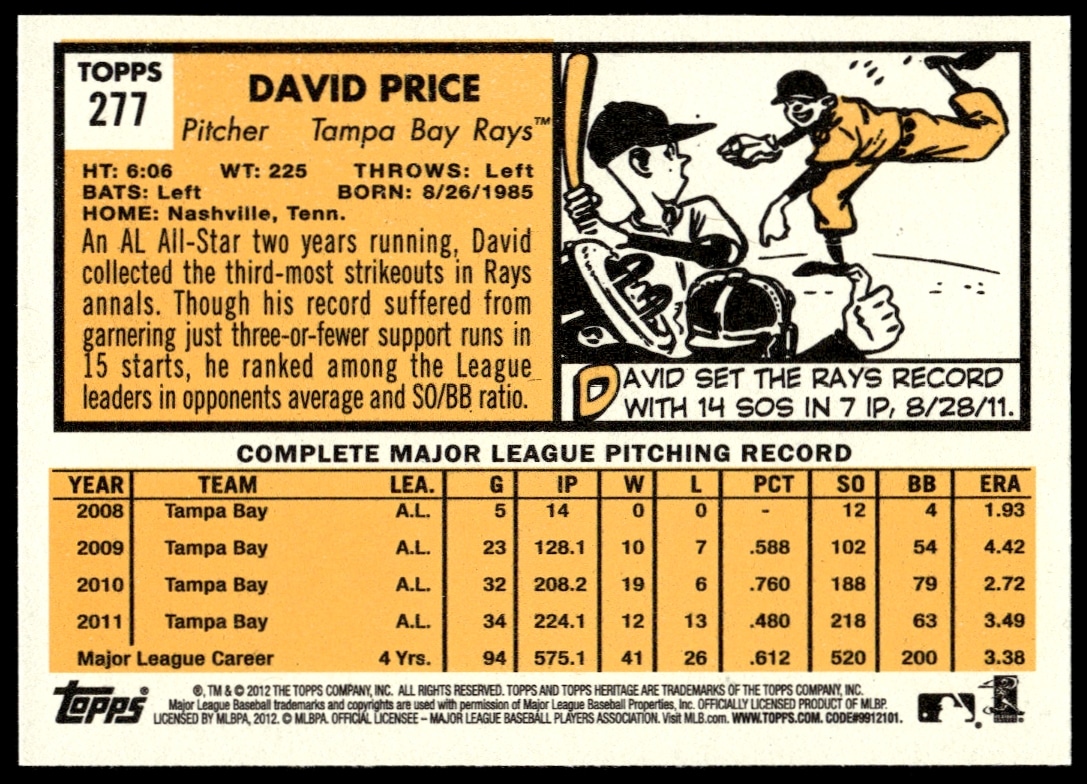 TOPPS
277
DAVID PRICE
Pitcher Tampa Bay Rays™
HT: 6:06 WT: 225 THROWS: Left
BATS: Left BORN: 8/26/1985
HOME: Nashville, Tenn.
An AL All-Star two years running, David
collected the third-most strikeouts in Rays
annals. Though his record suffered from
garnering just three-or-fewer support runs in
15 starts, he ranked among the League
leaders in opponents average and SO/BB ratio.
DAVID SET THE RAYS RECORD
WITH 14 SOS IN 7 IP, 8/28/11.
COMPLETE MAJOR LEAGUE PITCHING RECORD
YEAR TEAM LEA. G IP W L PCT SO BB ERA
2008 Tampa Bay A.L. 5 14 0 0 - 12 4 1.93
2009 Tampa Bay A.L. 23 128.1 10 7 .588 102 54 4.42
2010 Tampa Bay A.L. 32 208.2 19 6 .760 188 79 2.72
2011 Tampa Bay A.L. 34 224.1 12 13 .480 218 63 3.49
Major League Career 4 Yrs. 94 575.1 41 26 .612 520 200 3.38
Topps®
®, TM & © 2012 THE TOPPS COMPANY, INC. ALL RIGHTS RESERVED. TOPPS AND TOPPS HERITAGE ARE TRADEMARKS OF THE TOPPS COMPANY, INC.
Major League Baseball trademarks and copyrights are used with permission of Major League Baseball Properties, Inc. OFFICIALLY LICENSED PRODUCT OF MLBP.
LICENSED BY MLBPA, 2012. © MLBPA. OFFICIAL LICENSEE – MAJOR LEAGUE BASEBALL PLAYERS ASSOCIATION. Visit MLB.com. WWW.TOPPS.COM. CODE#9912101.